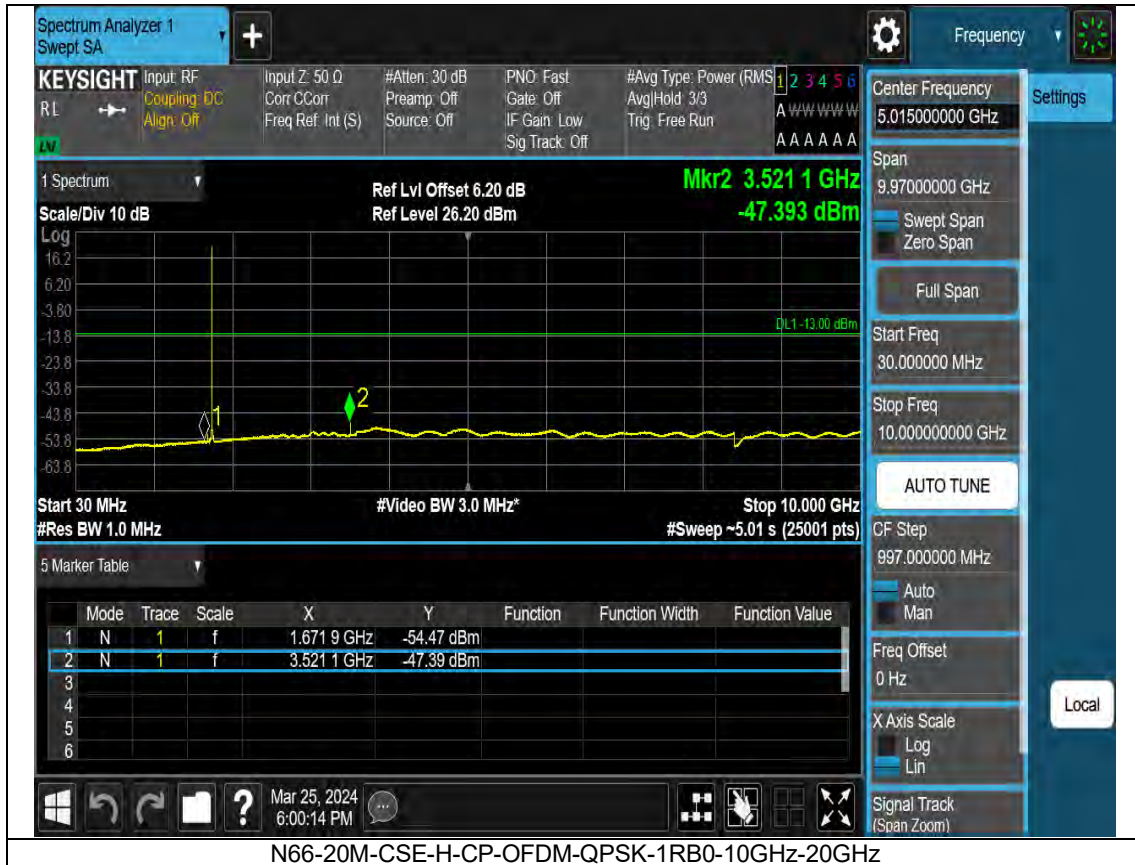 Spectrum Analyzer 1
Swept SA
Frequency
KEYSIGHT
Input: RF
Coupling: DC
Align: Off
Input Z: 50 Ω
Corr CCorr
Freq Ref: Int (S)
#Atten: 30 dB
Preamp: Off
Source: Off
PNO: Fast
Gate: Off
IF Gain: Low
Sig Track: Off
#Avg Type: Power (RMS
Avg|Hold: 3/3
Trig: Free Run
1 2 3 4 5 6
A W W W W W
A A A A A A
1 Spectrum
Ref Lvl Offset 6.20 dB
Mkr2 3.521 1 GHz
Scale/Div 10 dB
Ref Level 26.20 dBm
-47.393 dBm
Log
16.2
6.20
-3.80
-13.8
-23.8
-33.8
-43.8
-53.8
-63.8
DL1 -13.00 dBm
1
2
Start 30 MHz
#Video BW 3.0 MHz*
Stop 10.000 GHz
#Res BW 1.0 MHz
#Sweep ~5.01 s (25001 pts)
5 Marker Table
Mode Trace Scale X Y Function Function Width Function Value
1 N 1 f 1.671 9 GHz -54.47 dBm
2 N 1 f 3.521 1 GHz -47.39 dBm
3
4
5
6
Mar 25, 2024
6:00:14 PM
Center Frequency
5.015000000 GHz
Settings
Span
9.97000000 GHz
Swept Span
Zero Span
Full Span
Start Freq
30.000000 MHz
Stop Freq
10.000000000 GHz
AUTO TUNE
CF Step
997.000000 MHz
Auto
Man
Freq Offset
0 Hz
X Axis Scale
Log
Lin
Local
Signal Track
(Span Zoom)
N66-20M-CSE-H-CP-OFDM-QPSK-1RB0-10GHz-20GHz